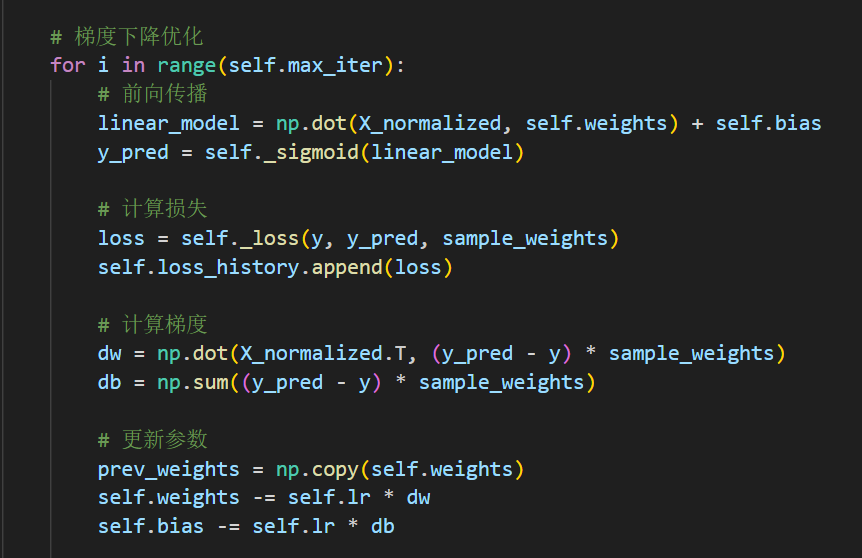 # 梯度下降优化
for i in range(self.max_iter):
# 前向传播
linear_model = np.dot(X_normalized, self.weights) + self.bias
y_pred = self._sigmoid(linear_model)
# 计算损失
loss = self._loss(y, y_pred, sample_weights)
self.loss_history.append(loss)
# 计算梯度
dw = np.dot(X_normalized.T, (y_pred - y) * sample_weights)
db = np.sum((y_pred - y) * sample_weights)
# 更新参数
prev_weights = np.copy(self.weights)
self.weights -= self.lr * dw
self.bias -= self.lr * db